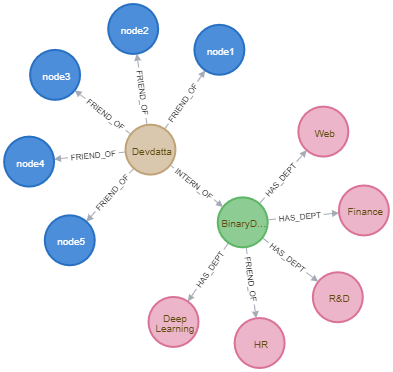 node2
node1
node3
FRIEND_OF
FRIEND_OF
FRIEND_OF
node4
FRIEND_OF
Devdatta
FRIEND_OF
node5
INTERN_OF
BinaryD...
HAS_DEPT
Web
HAS_DEPT
Finance
HAS_DEPT
R&D
FRIEND_OF
HR
HAS_DEPT
Deep
Learning